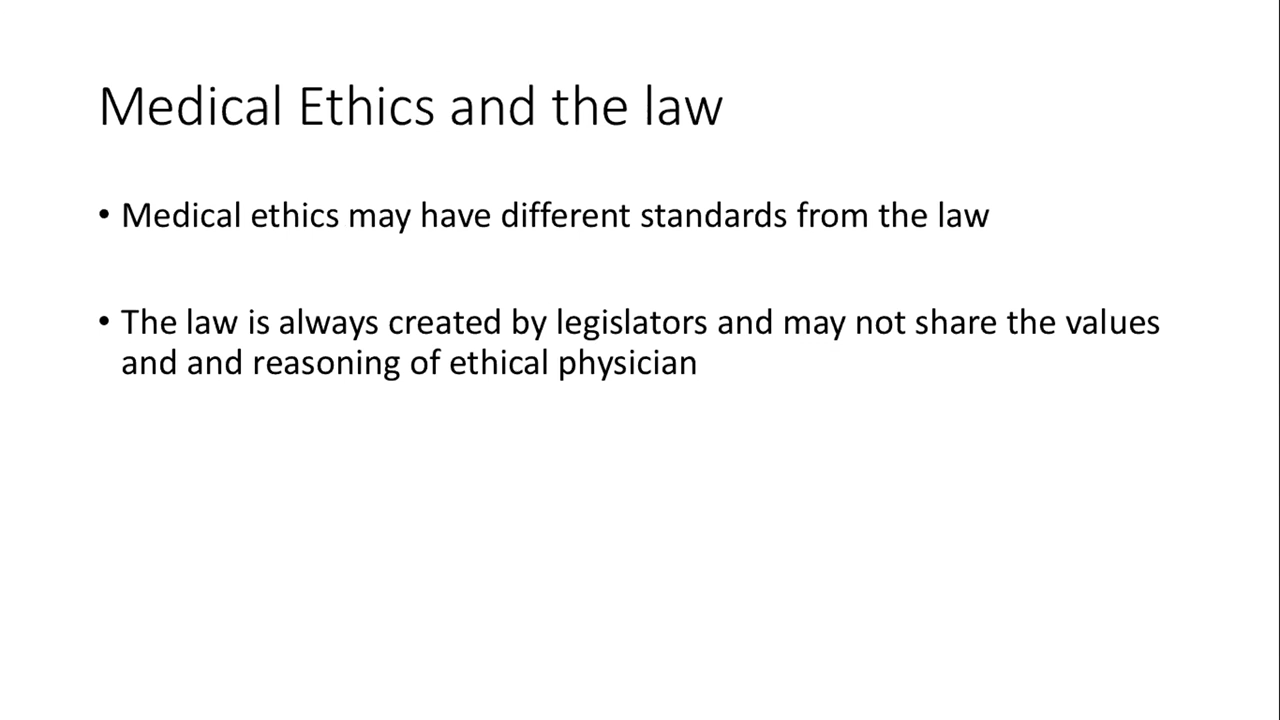 Medical Ethics and the law
• Medical ethics may have different standards from the law
• The law is always created by legislators and may not share the values
and and reasoning of ethical physician